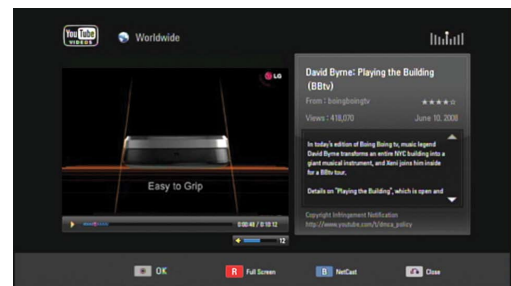 You Tube
VIDEOS
Worldwide
LG
Easy to Grip
0:00:48 / 0:10:12
12
David Byrne: Playing the Building
(BBtv)
From : boingboingtv
Views : 418,070 June 10, 2008
In today's edition of Boing Boing tv, music legend
David Byrne transforms an entire NYC building into a
giant musical instrument, and Xeni joins him inside
for a BBtv tour.
Details on "Playing the Building", which is open and
Copyright Infringement Notification
http://www.youtube.com/t/dmca_policy
OK
R Full Screen
B NetCast
Close